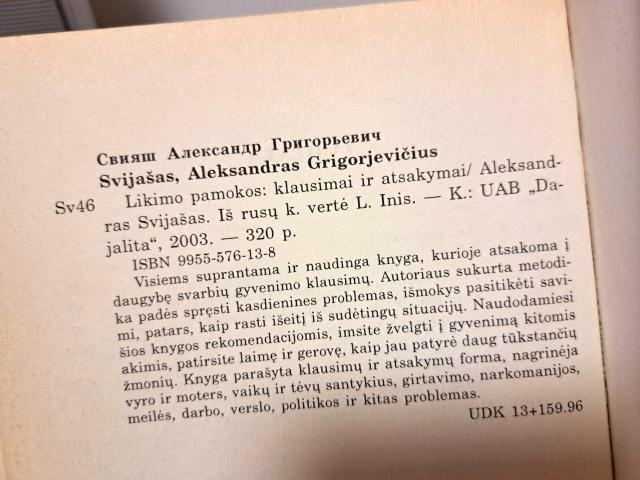 Свияш Александр Григорьевич
Svijašas, Aleksandras Grigorjevičius
Sv46 Likimo pamokos: klausimai ir atsakymai/ Aleksand-
ras Svijašas. Iš rusų k. vertė L. Inis. — K.: UAB „Da-
jalita“, 2003. — 320 p.
ISBN 9955-576-13-8
Visiems suprantama ir naudinga knyga, kurioje atsakoma į
daugybę svarbių gyvenimo klausimų. Autoriaus sukurta metodi-
ka padės spręsti kasdienines problemas, išmokys pasitikėti savi-
mi, patars, kaip rasti išeitį iš sudėtingų situacijų. Naudodamiesi
šios knygos rekomendacijomis, imsite žvelgti į gyvenimą kitomis
akimis, patirsite laimę ir gerovę, kaip jau patyrė daug tūkstančių
žmonių. Knyga parašyta klausimų ir atsakymų forma, nagrinėja
vyro ir moters, vaikų ir tėvų santykius, girtavimo, narkomanijos,
meilės, darbo, verslo, politikos ir kitas problemas.
UDK 13+159.96